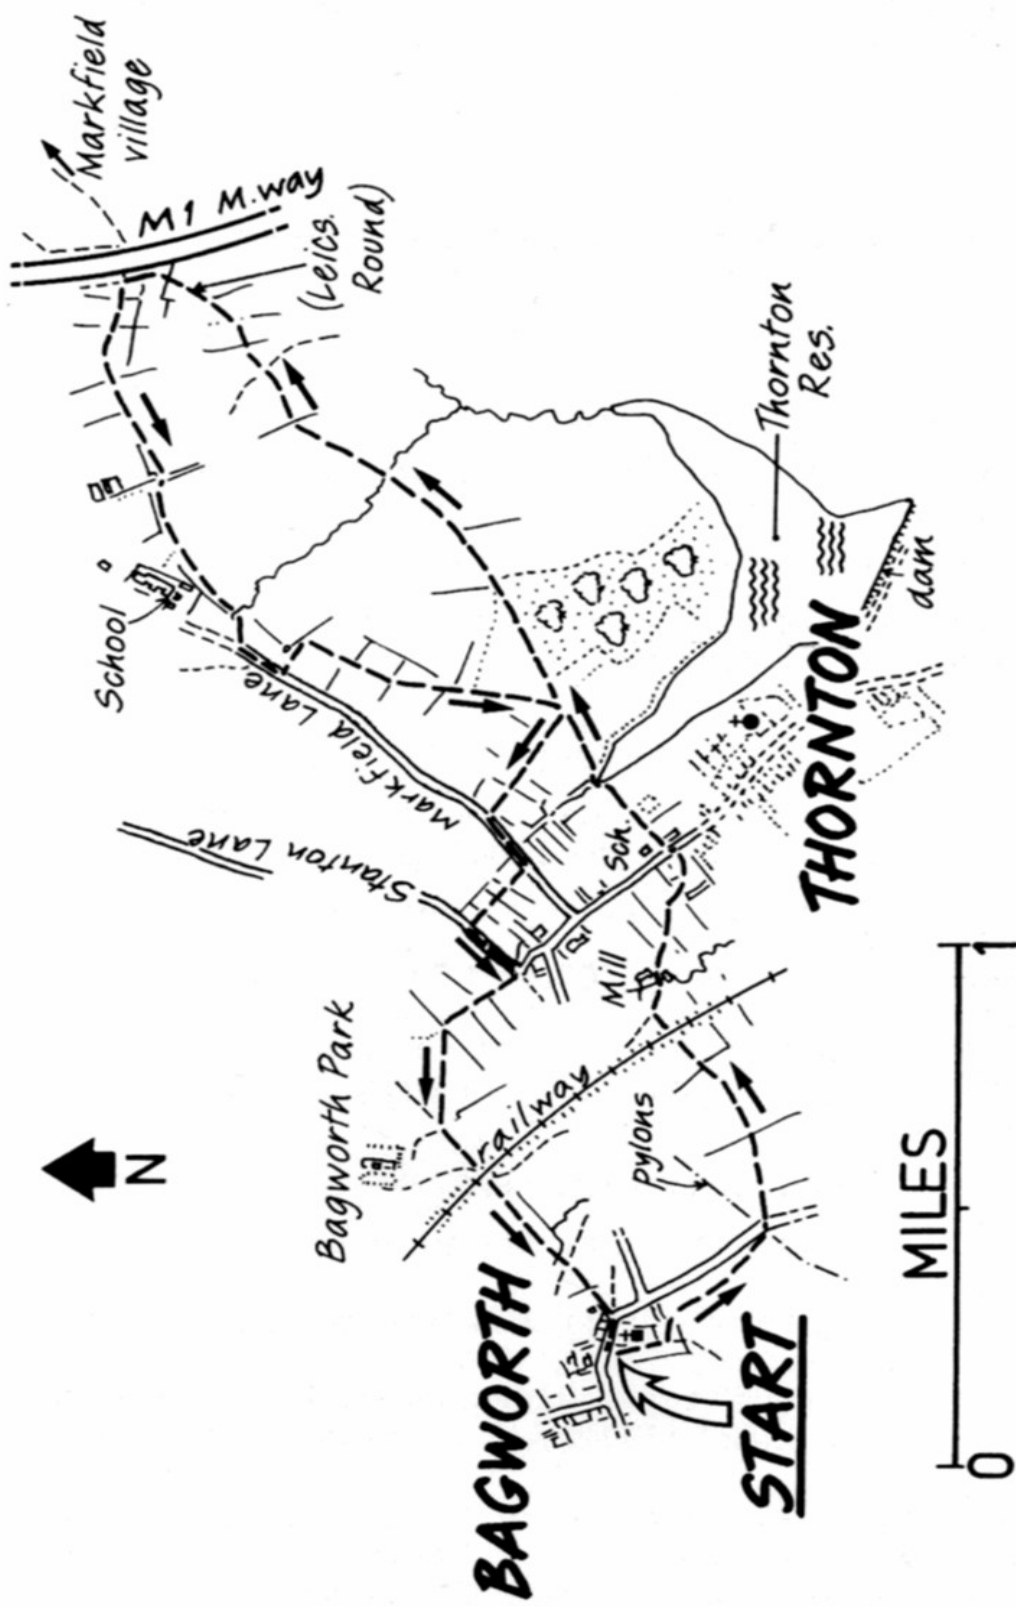 Markfield
village
M1 M.way
(Leics.
Round)
School
Markfield Lane
Stanton Lane
Thornton
Res.
dam
THORNTON
Sch.
Mill
Bagworth Park
railway
pylons
N
BAGWORTH
START
MILES
0 1